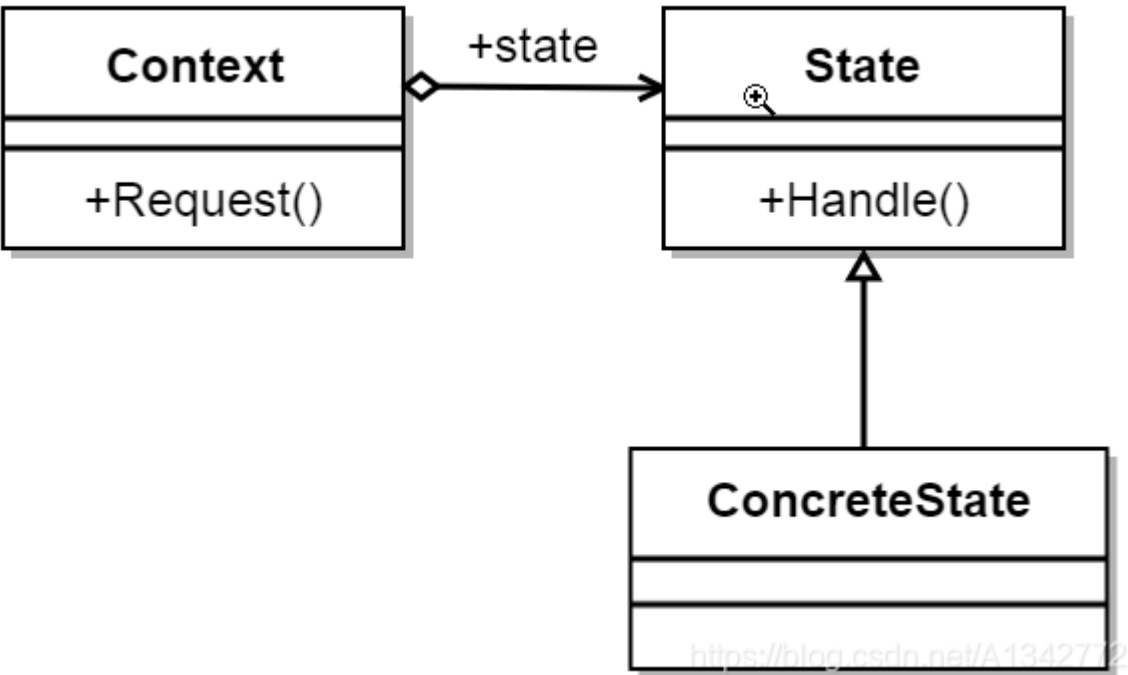 Context
+state
State
+Request()
+Handle()
ConcreteState
https://blog.csdn.net/A1342772